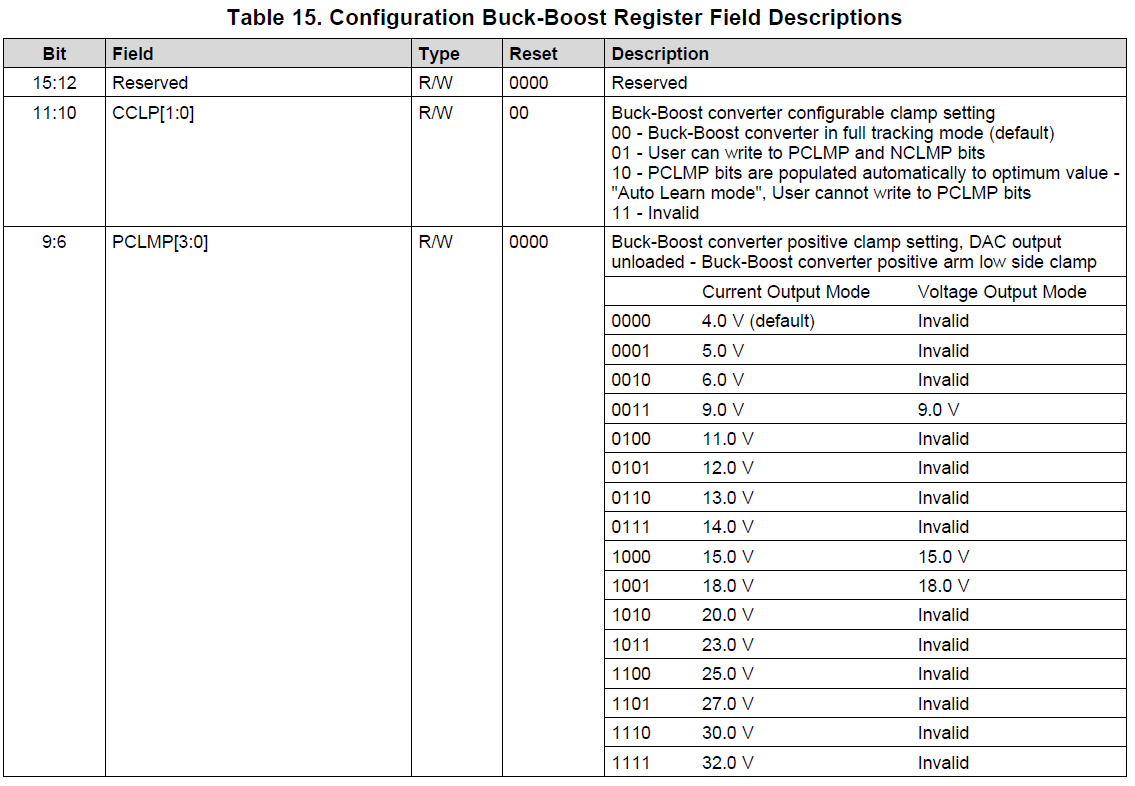 Table 15. Configuration Buck-Boost Register Field Descriptions
Bit Field Type Reset Description
15:12 Reserved R/W 0000 Reserved
11:10 CCLP[1:0] R/W 00 Buck-Boost converter configurable clamp setting
00 - Buck-Boost converter in full tracking mode (default)
01 - User can write to PCLMP and NCLMP bits
10 - PCLMP bits are populated automatically to optimum value -
"Auto Learn mode", User cannot write to PCLMP bits
11 - Invalid
9:6 PCLMP[3:0] R/W 0000 Buck-Boost converter positive clamp setting, DAC output
unloaded - Buck-Boost converter positive arm low side clamp
Current Output Mode Voltage Output Mode
0000 4.0 V (default) Invalid
0001 5.0 V Invalid
0010 6.0 V Invalid
0011 9.0 V 9.0 V
0100 11.0 V Invalid
0101 12.0 V Invalid
0110 13.0 V Invalid
0111 14.0 V Invalid
1000 15.0 V 15.0 V
1001 18.0 V 18.0 V
1010 20.0 V Invalid
1011 23.0 V Invalid
1100 25.0 V Invalid
1101 27.0 V Invalid
1110 30.0 V Invalid
1111 32.0 V Invalid